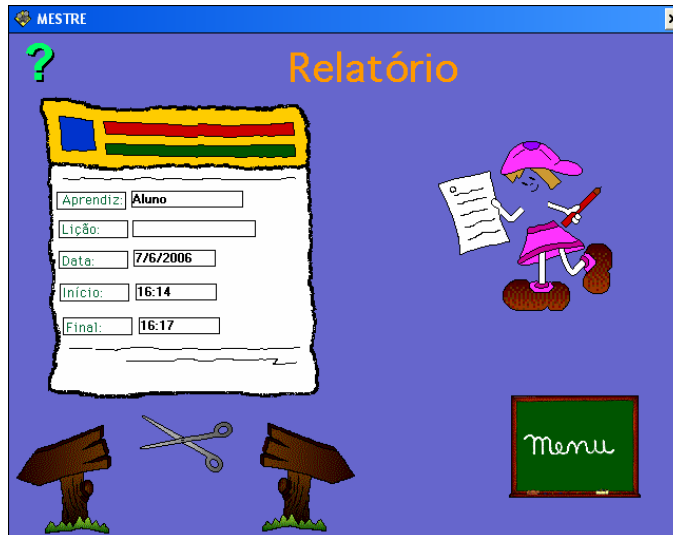 MESTRE
?
Relatório
Aprendiz: Aluno
Lição:
Data: 7/6/2006
Início: 16:14
Final: 16:17
Menu